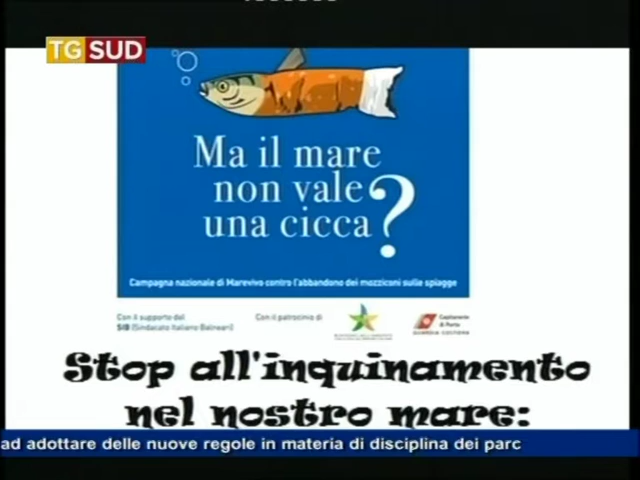 TG SUD
Ma il mare
non vale
una cicca?
Campagna nazionale di Marevivo contro l'abbandono dei mozziconi sulle spiagge
Con il supporto del
SIB (Sindacato Italiano Balneari)
Con il patrocinio di
Capitanerie
di Porto
GUARDIA COSTIERA
Stop all'inquinamento
nel nostro mare:
ad adottare delle nuove regole in materia di disciplina dei parc